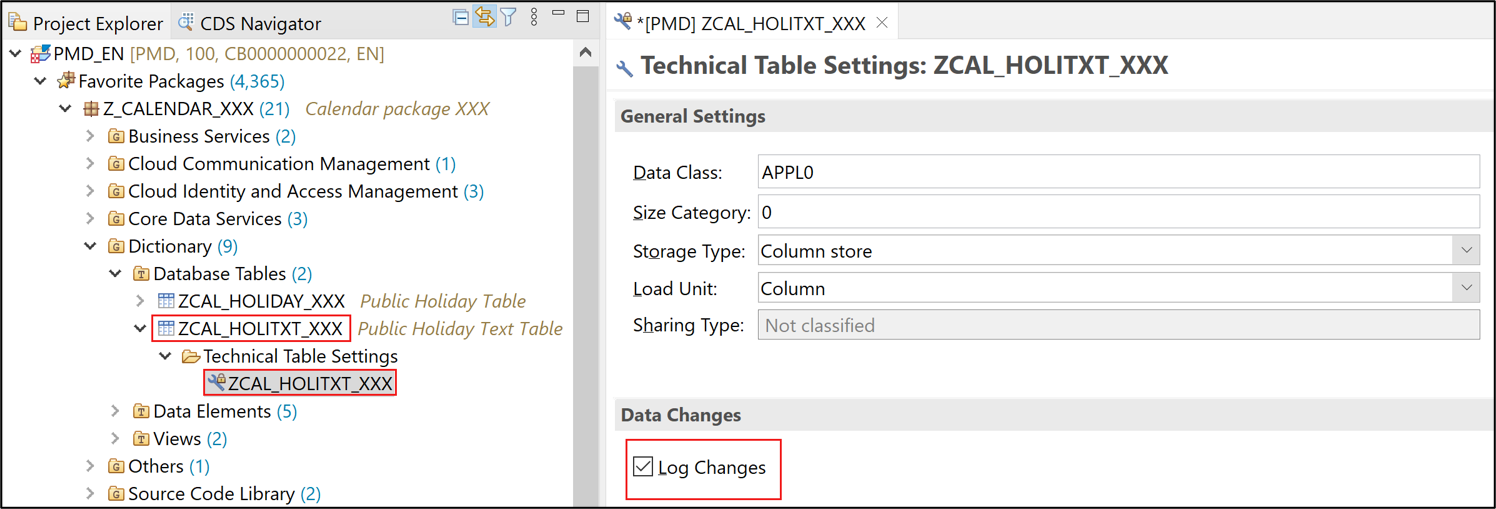 Project Explorer
CDS Navigator
PMD_EN [PMD, 100, CB0000000022, EN]
Favorite Packages (4,365)
Z_CALENDAR_XXX (21) Calendar package XXX
Business Services (2)
Cloud Communication Management (1)
Cloud Identity and Access Management (3)
Core Data Services (3)
Dictionary (9)
Database Tables (2)
ZCAL_HOLIDAY_XXX Public Holiday Table
ZCAL_HOLITXT_XXX Public Holiday Text Table
Technical Table Settings
ZCAL_HOLITXT_XXX
Data Elements (5)
Views (2)
Others (1)
Source Code Library (2)
*[PMD] ZCAL_HOLITXT_XXX
Technical Table Settings: ZCAL_HOLITXT_XXX
General Settings
Data Class: APPL0
Size Category: 0
Storage Type: Column store
Load Unit: Column
Sharing Type: Not classified
Data Changes
Log Changes